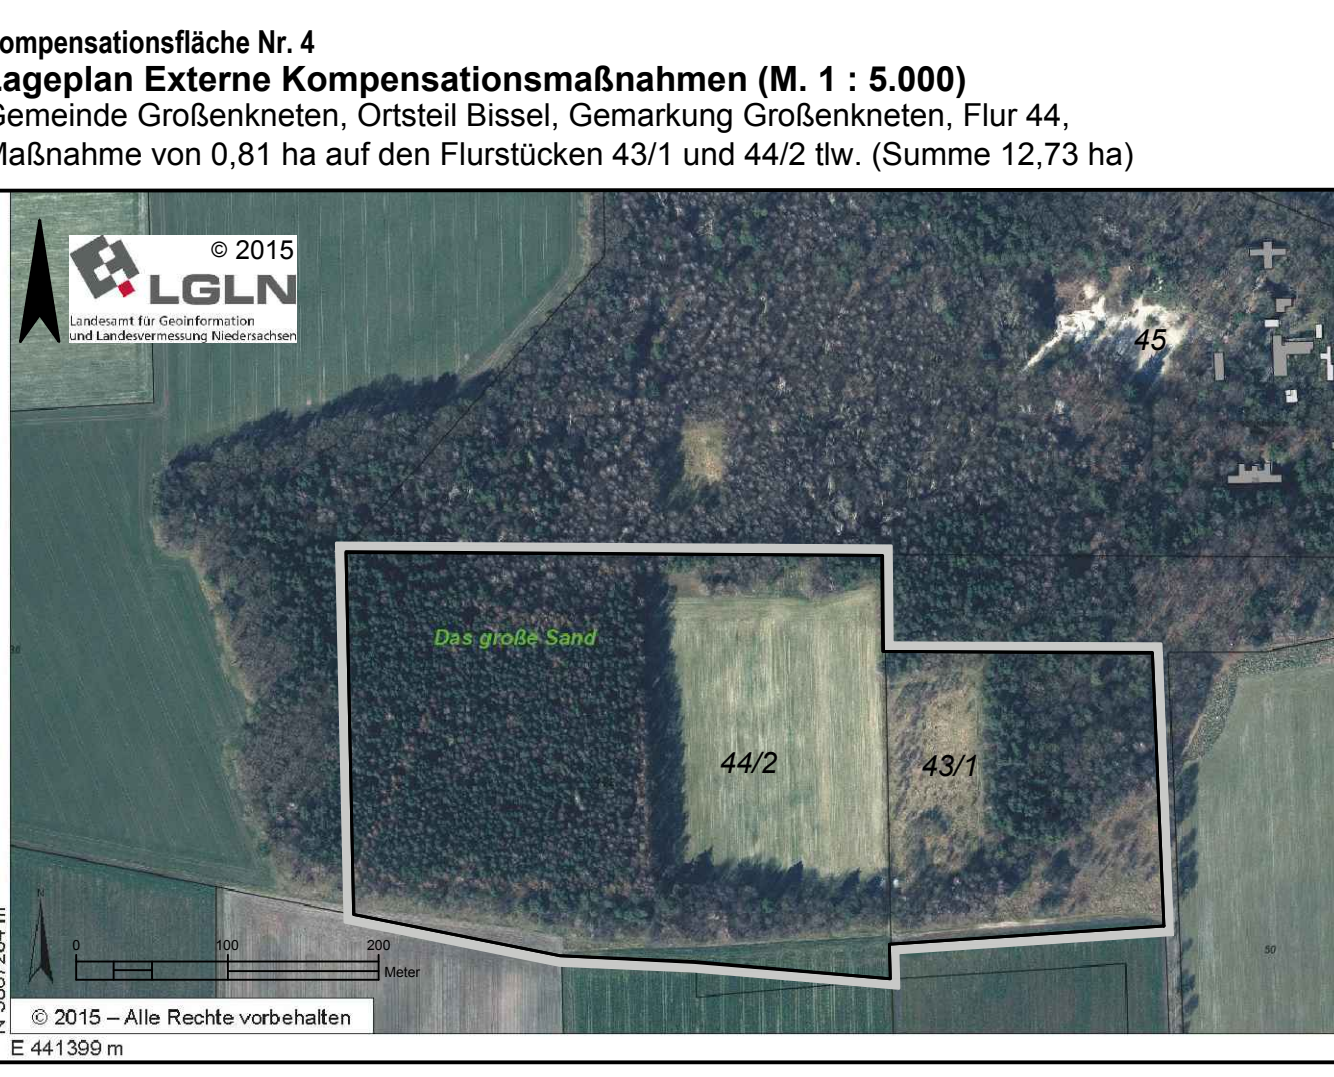 ompensationsfläche Nr. 4
ageplan Externe Kompensationsmaßnahmen (M. 1 : 5.000)
Gemeinde Großenkneten, Ortsteil Bissel, Gemarkung Großenkneten, Flur 44,
Maßnahme von 0,81 ha auf den Flurstücken 43/1 und 44/2 tlw. (Summe 12,73 ha)
© 2015
LGLN
Landesamt für Geoinformation
und Landesvermessung Niedersachsen
45
Das große Sand
44/2
43/1
50
N
0 100 200
Meter
© 2015 – Alle Rechte vorbehalten
E 441399 m